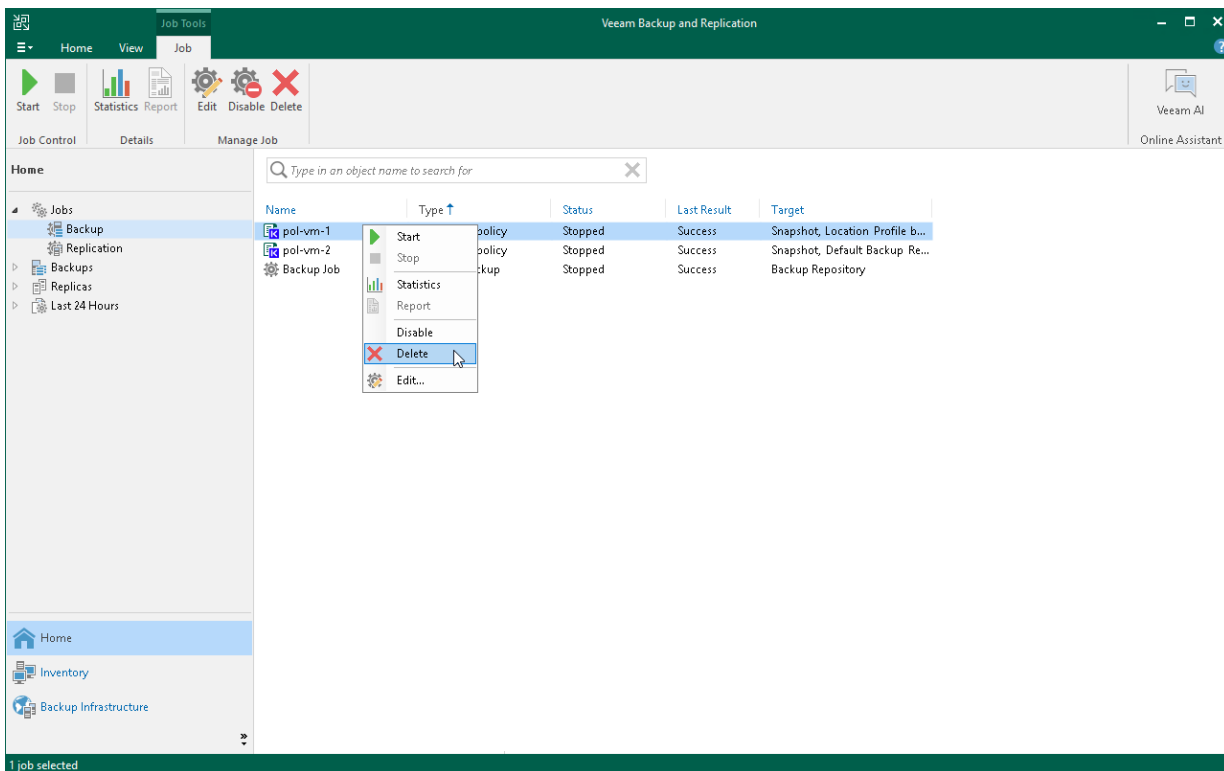 Job Tools
Veeam Backup and Replication
Home View Job
Start Stop Statistics Report Edit Disable Delete
Veeam AI
Job Control Details Manage Job Online Assistant
Home
Type in an object name to search for
Jobs
Backup
Replication
Backups
Replicas
Last 24 Hours
Name Type Status Last Result Target
pol-vm-1 policy Stopped Success Snapshot, Location Profile b...
pol-vm-2 policy Stopped Success Snapshot, Default Backup Re...
Backup Job kup Stopped Success Backup Repository
Start
Stop
Statistics
Report
Disable
Delete
Edit...
Home
Inventory
Backup Infrastructure
1 job selected